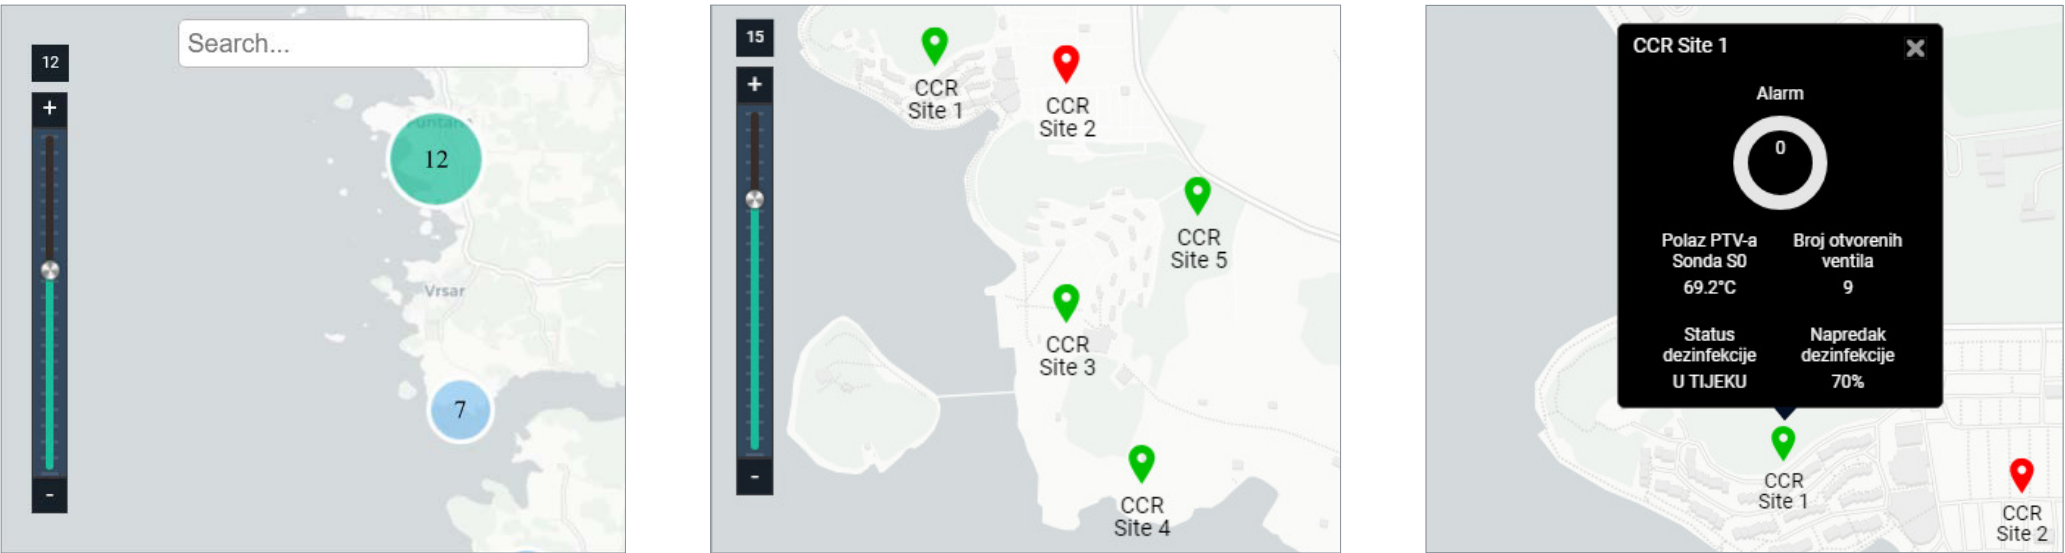 12
Search...
+
Funtana
12
Vrsar
7
-
15
+
CCR
Site 1
CCR
Site 2
CCR
Site 5
CCR
Site 3
CCR
Site 4
-
CCR Site 1
Alarm
0
Polaz PTV-a
Sonda S0
69.2°C
Broj otvorenih
ventila
9
Status
dezinfekcije
U TIJEKU
Napredak
dezinfekcije
70%
CCR
Site 1
CCR
Site 2